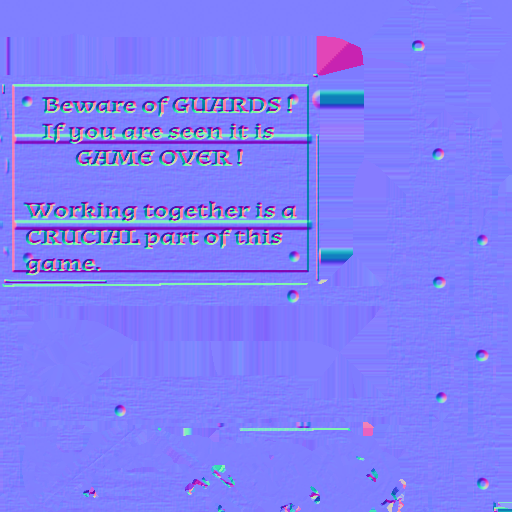 Beware of GUARDS !
If you are seen it is
GAME OVER !
Working together is a
CRUCIAL part of this
game.